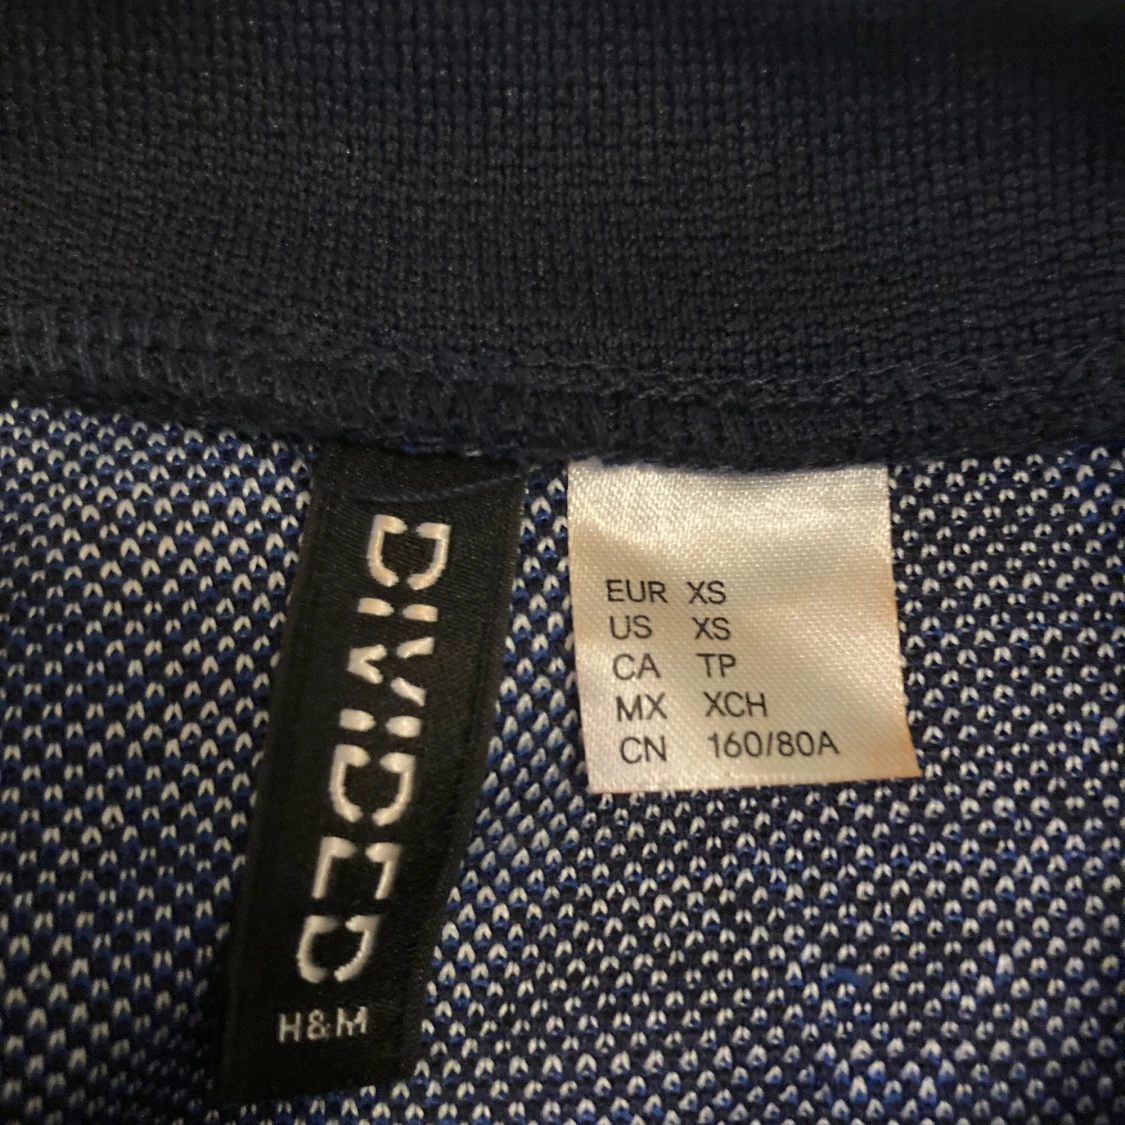 DIVIDED
H&M
EUR XS
US XS
CA TP
MX XCH
CN 160/80A